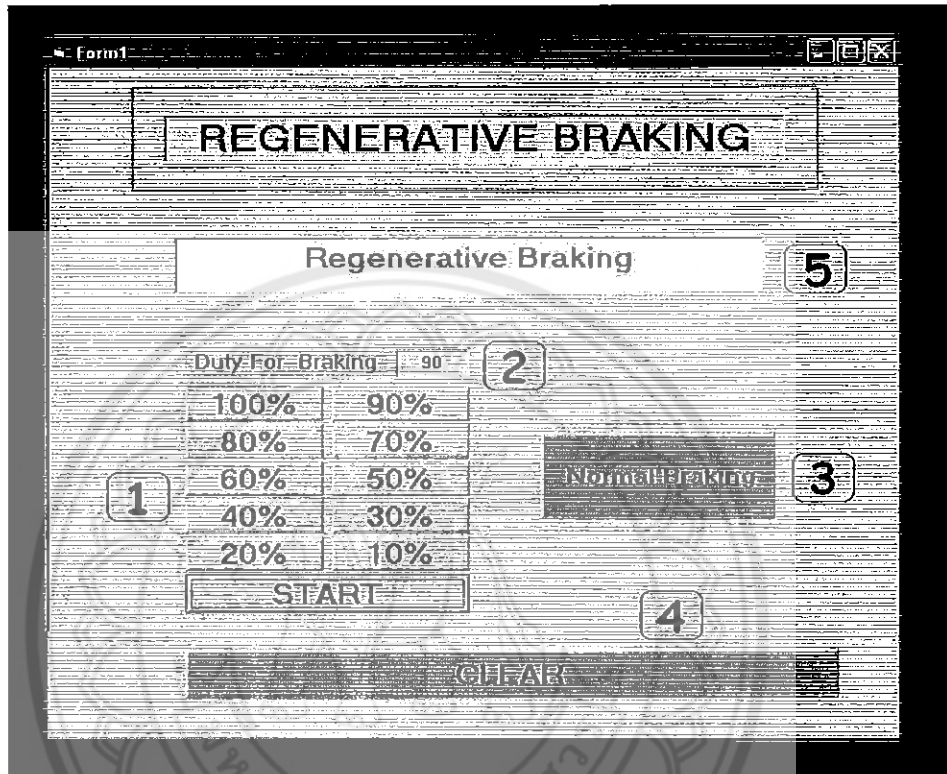 Form1
REGENERATIVE BRAKING
Regenerative Braking 5
Duty For Braking 90 2
100% 90%
80% 70%
Normal Braking 3
60% 50%
1
40% 30%
20% 10%
START
4
CLEAR